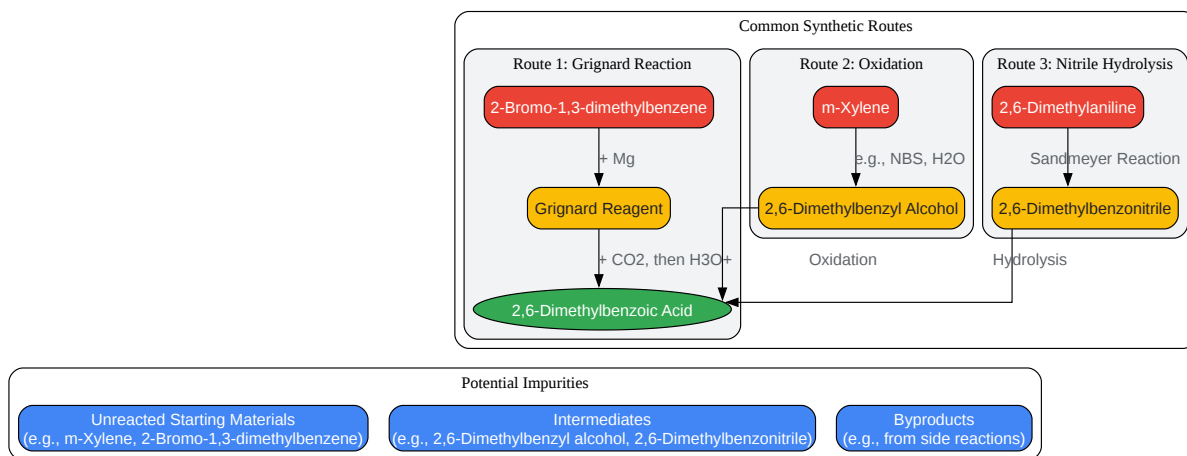 Common Synthetic Routes
Route 1: Grignard Reaction
2-Bromo-1,3-dimethylbenzene
+ Mg
Grignard Reagent
+ CO2, then H3O+
2,6-Dimethylbenzoic Acid
Route 2: Oxidation
m-Xylene
e.g., NBS, H2O
2,6-Dimethylbenzyl Alcohol
Oxidation
Route 3: Nitrile Hydrolysis
2,6-Dimethylaniline
Sandmeyer Reaction
2,6-Dimethylbenzonitrile
Hydrolysis
Potential Impurities
Unreacted Starting Materials
(e.g., m-Xylene, 2-Bromo-1,3-dimethylbenzene)
Intermediates
(e.g., 2,6-Dimethylbenzyl alcohol, 2,6-Dimethylbenzonitrile)
Byproducts
(e.g., from side reactions)